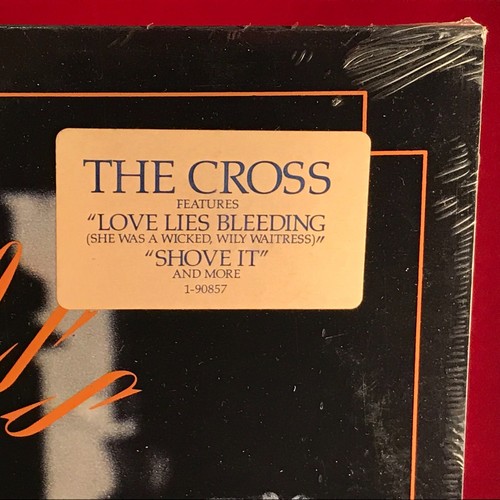 THE CROSS
FEATURES
"LOVE LIES BLEEDING
(SHE WAS A WICKED, WILY WAITRESS)"
"SHOVE IT"
AND MORE
1-90857